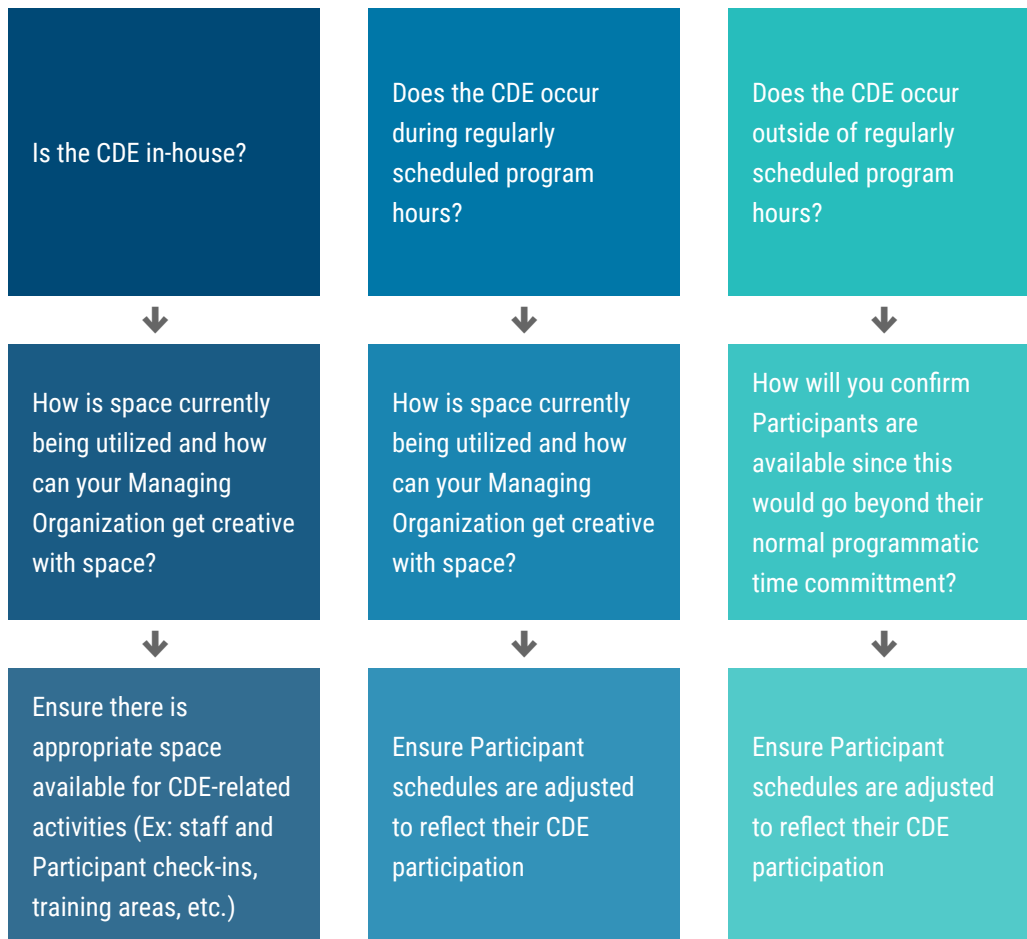 Is the CDE in-house?
How is space currently
being utilized and how
can your Managing
Organization get creative
with space?
Ensure there is
appropriate space
available for CDE-related
activities (Ex: staff and
Participant check-ins,
training areas, etc.)
Does the CDE occur
during regularly
scheduled program
hours?
How is space currently
being utilized and how
can your Managing
Organization get creative
with space?
Ensure Participant
schedules are adjusted
to reflect their CDE
participation
Does the CDE occur
outside of regularly
scheduled program
hours?
How will you confirm
Participants are
available since this
would go beyond their
normal programmatic
time committment?
Ensure Participant
schedules are adjusted
to reflect their CDE
participation